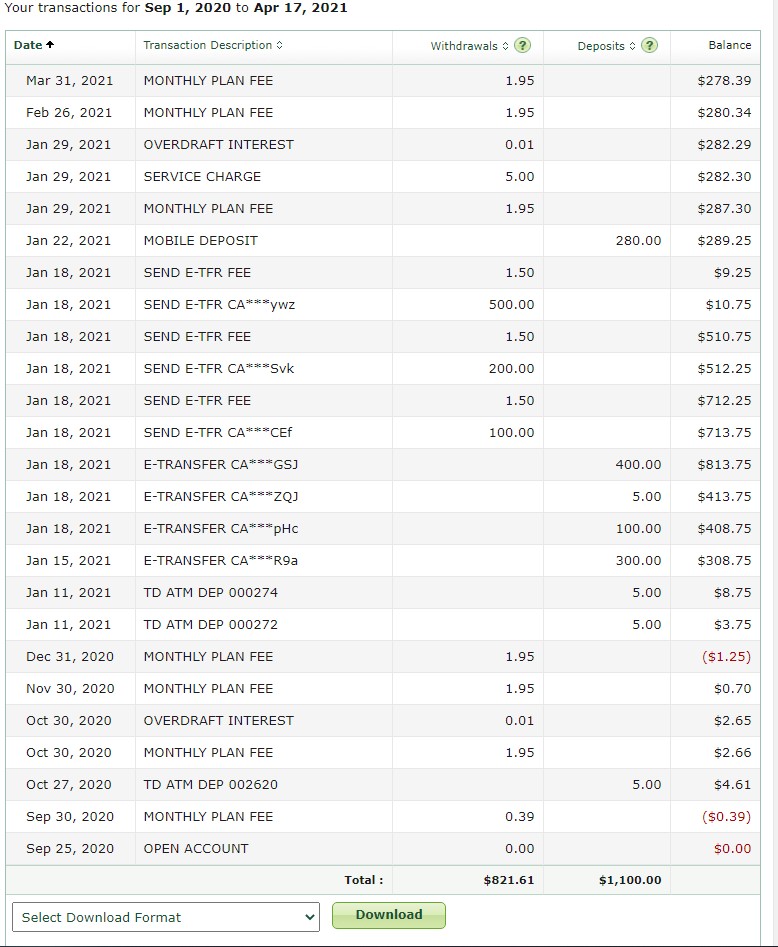 Your transactions for Sep 1, 2020 to Apr 17, 2021
Date Transaction Description Withdrawals ? Deposits ? Balance
Mar 31, 2021 MONTHLY PLAN FEE 1.95 $278.39
Feb 26, 2021 MONTHLY PLAN FEE 1.95 $280.34
Jan 29, 2021 OVERDRAFT INTEREST 0.01 $282.29
Jan 29, 2021 SERVICE CHARGE 5.00 $282.30
Jan 29, 2021 MONTHLY PLAN FEE 1.95 $287.30
Jan 22, 2021 MOBILE DEPOSIT 280.00 $289.25
Jan 18, 2021 SEND E-TFR FEE 1.50 $9.25
Jan 18, 2021 SEND E-TFR CA***ywz 500.00 $10.75
Jan 18, 2021 SEND E-TFR FEE 1.50 $510.75
Jan 18, 2021 SEND E-TFR CA***Svk 200.00 $512.25
Jan 18, 2021 SEND E-TFR FEE 1.50 $712.25
Jan 18, 2021 SEND E-TFR CA***CEf 100.00 $713.75
Jan 18, 2021 E-TRANSFER CA***GSJ 400.00 $813.75
Jan 18, 2021 E-TRANSFER CA***ZQJ 5.00 $413.75
Jan 18, 2021 E-TRANSFER CA***pHc 100.00 $408.75
Jan 15, 2021 E-TRANSFER CA***R9a 300.00 $308.75
Jan 11, 2021 TD ATM DEP 000274 5.00 $8.75
Jan 11, 2021 TD ATM DEP 000272 5.00 $3.75
Dec 31, 2020 MONTHLY PLAN FEE 1.95 ($1.25)
Nov 30, 2020 MONTHLY PLAN FEE 1.95 $0.70
Oct 30, 2020 OVERDRAFT INTEREST 0.01 $2.65
Oct 30, 2020 MONTHLY PLAN FEE 1.95 $2.66
Oct 27, 2020 TD ATM DEP 002620 5.00 $4.61
Sep 30, 2020 MONTHLY PLAN FEE 0.39 ($0.39)
Sep 25, 2020 OPEN ACCOUNT 0.00 $0.00
Total : $821.61 $1,100.00
Select Download Format Download